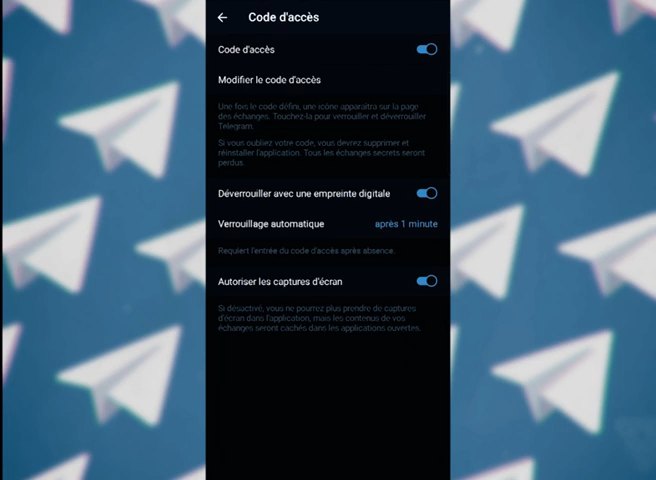 Code d'accès
Code d'accès
Modifier le code d'accès
Une fois le code défini, une icône apparaitra sur la page
des échanges. Touchez-la pour verrouiller et déverrouiller
Telegram.
Si vous oubliez votre code, vous devrez supprimer et
réinstaller l'application. Tous les échanges secrets seront
perdus.
Déverrouiller avec une empreinte digitale
Verrouillage automatique après 1 minute
Requiert l'entrée du code d'accès après absence.
Autoriser les captures d'écran
Si désactivé, vous ne pourrez plus prendre de captures
d'écran dans l'application, mais les contenus de vos
échanges seront cachés dans les applications ouvertes.